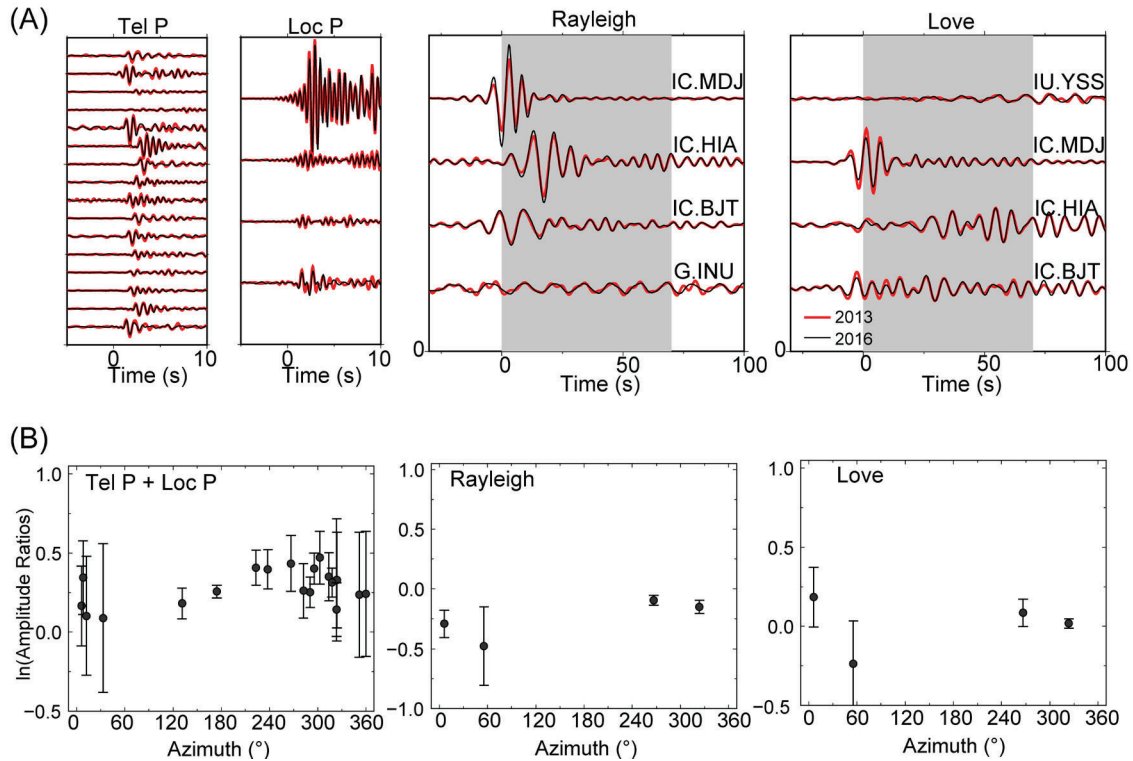 (A)
Tel P
Loc P
Rayleigh
Love
IC.MDJ
IC.HIA
IC.BJT
G.INU
IU.YSS
IC.MDJ
IC.HIA
IC.BJT
2013
2016
0
0
0 10
0 10
0 50 100
0 50 100
Time (s)
Time (s)
Time (s)
Time (s)
(B)
Tel P + Loc P
Rayleigh
Love
ln(Amplitude Ratios)
1.0
0.5
0.0
−0.5
1.0
0.5
0.0
−0.5
−1.0
1.0
0.5
0.0
−0.5
0 60 120 180 240 300 360
0 60 120 180 240 300 360
0 60 120 180 240 300 360
Azimuth (°)
Azimuth (°)
Azimuth (°)